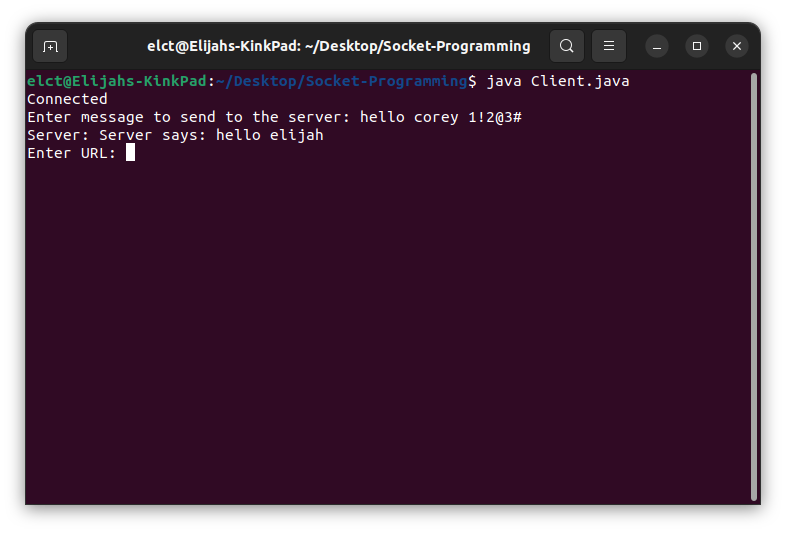 elct@Elijahs-KinkPad: ~/Desktop/Socket-Programming
elct@Elijahs-KinkPad:~/Desktop/Socket-Programming$ java Client.java
Connected
Enter message to send to the server: hello corey 1!2@3#
Server: Server says: hello elijah
Enter URL: